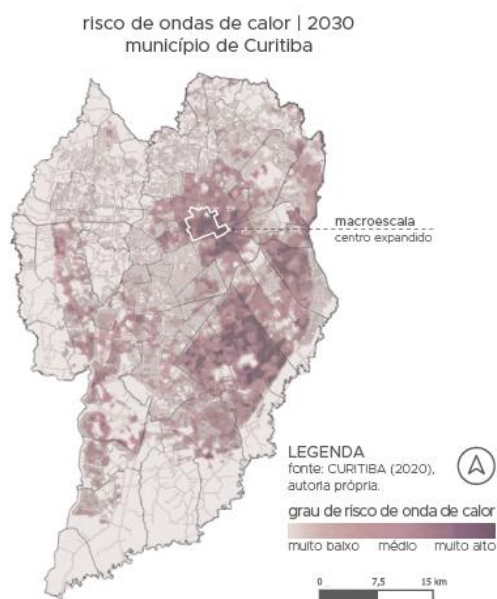 risco de ondas de calor | 2030
município de Curitiba
macroescala
centro expandido
LEGENDA
fonte: CURITIBA (2020),
autoria própria.
grau de risco de onda de calor
muito baixo médio muito alto
0 7,5 15 km